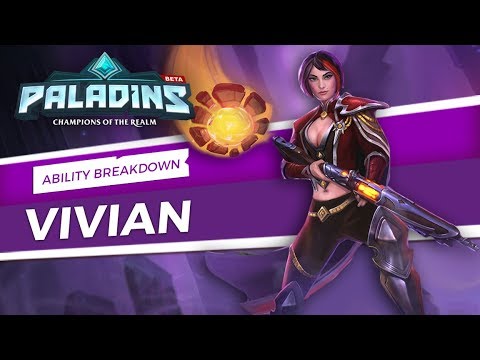 BETA
PALADINS
CHAMPIONS OF THE REALM
ABILITY BREAKDOWN
VIVIAN